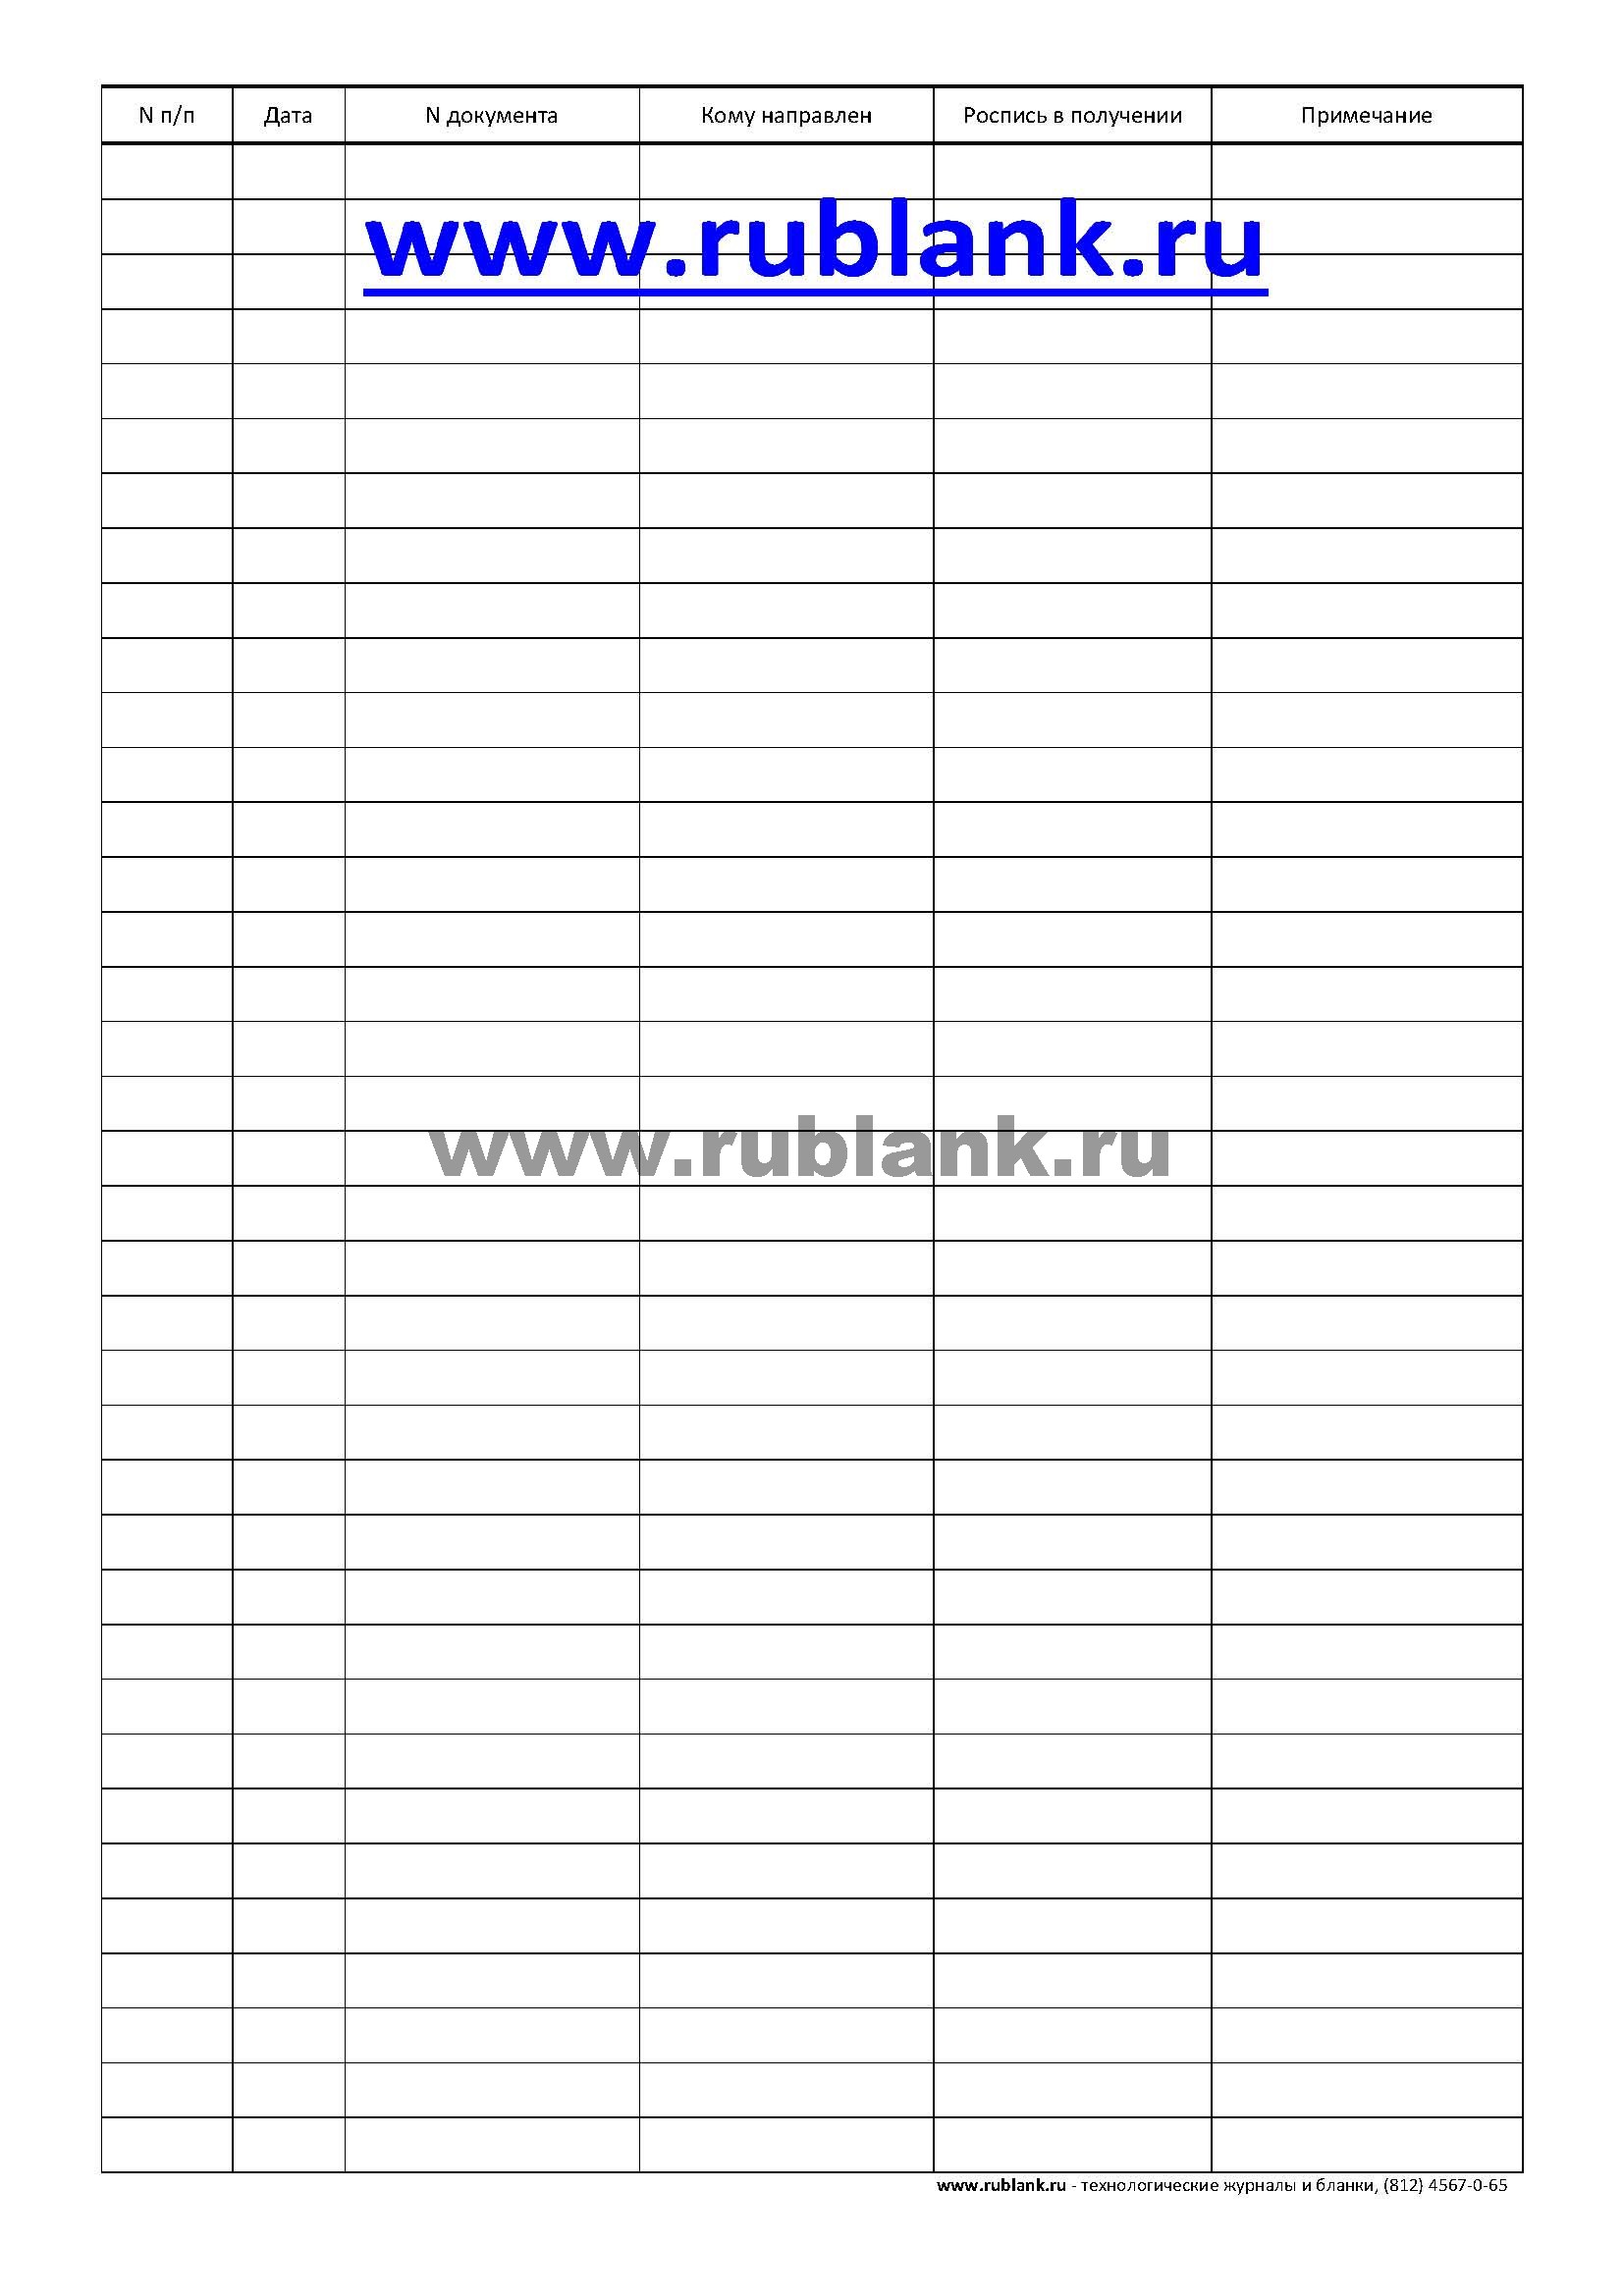 N п/п Дата N документа Кому направлен Роспись в получении Примечание
www.rublank.ru
www.rublank.ru
www.rublank.ru - технологические журналы и бланки, (812) 4567-0-65